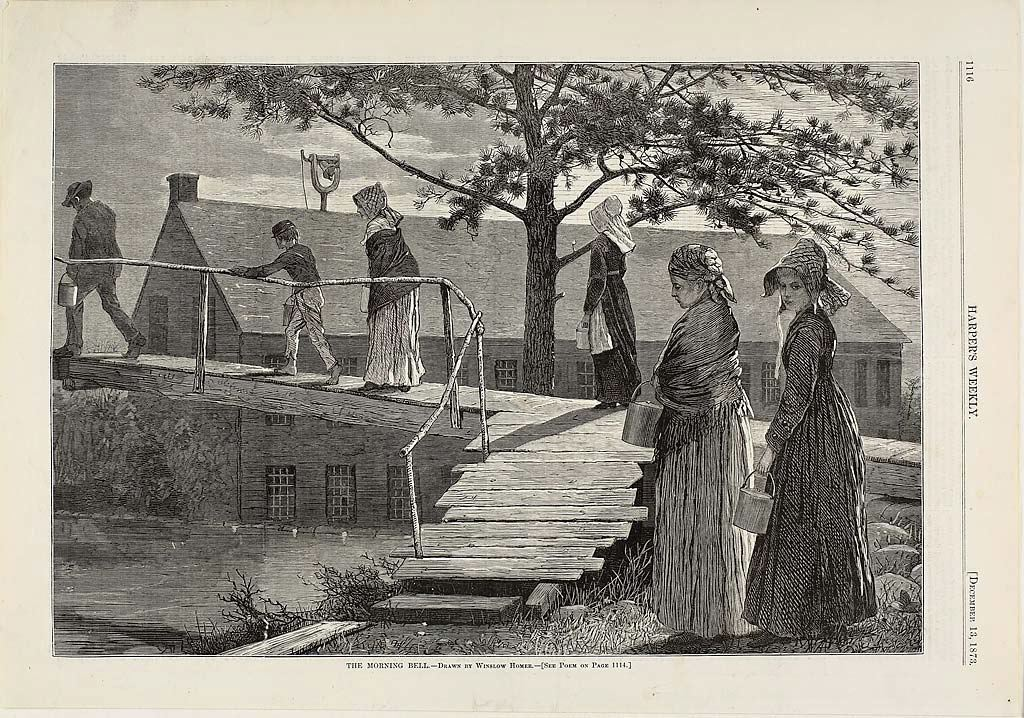 1116
HARPER'S WEEKLY.
[DECEMBER 13, 1873.
THE MORNING BELL.—DRAWN BY WINSLOW HOMER.—[SEE POEM ON PAGE 1114.]